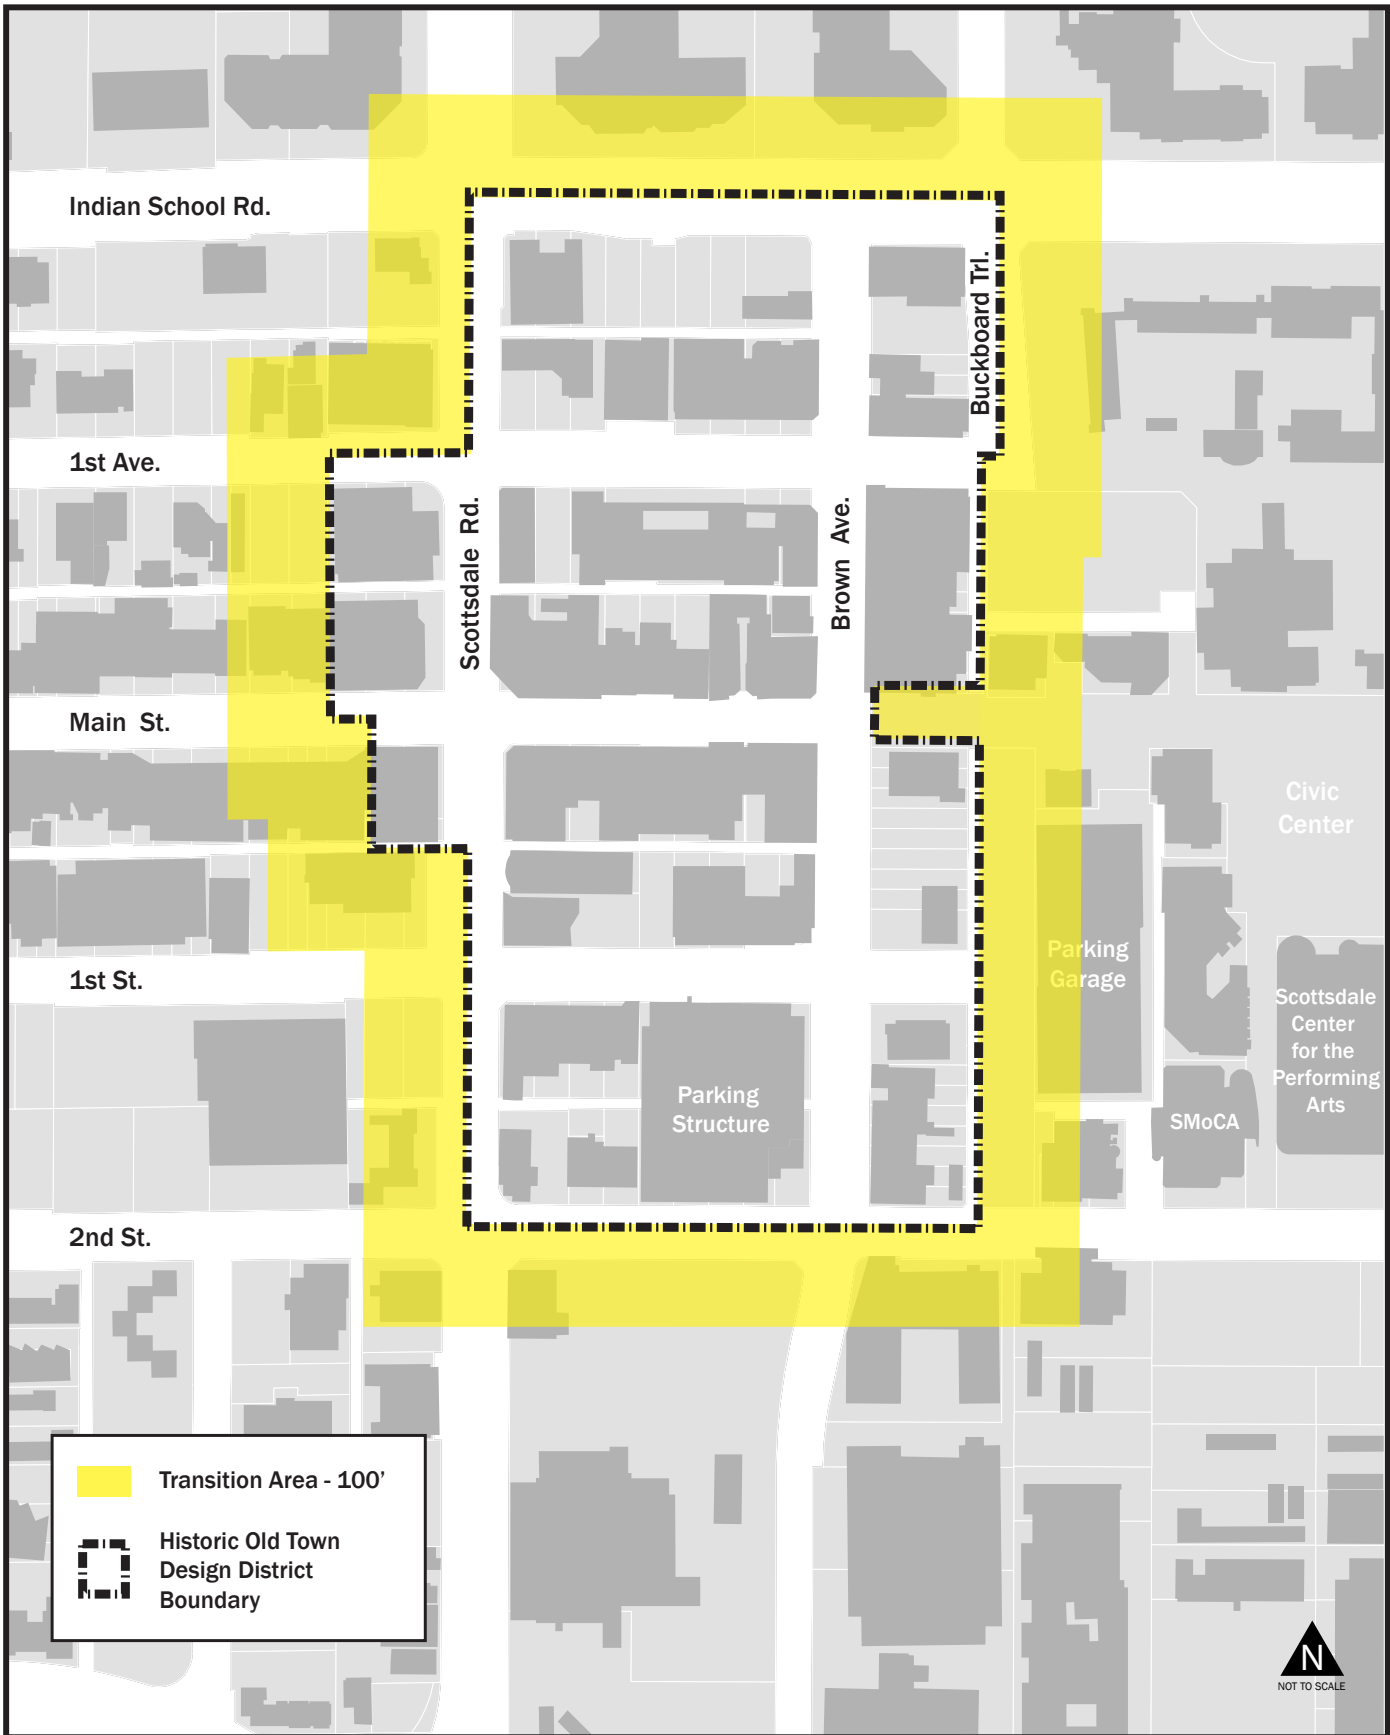 Indian School Rd.
Buckboard Trl.
1st Ave.
Scottsdale Rd.
Brown Ave.
Main St.
Civic
Center
Parking
Garage
1st St.
Scottsdale
Center
for the
Performing
Arts
Parking
Structure
SMoCA
2nd St.
Transition Area - 100’
Historic Old Town
Design District
Boundary
N
NOT TO SCALE